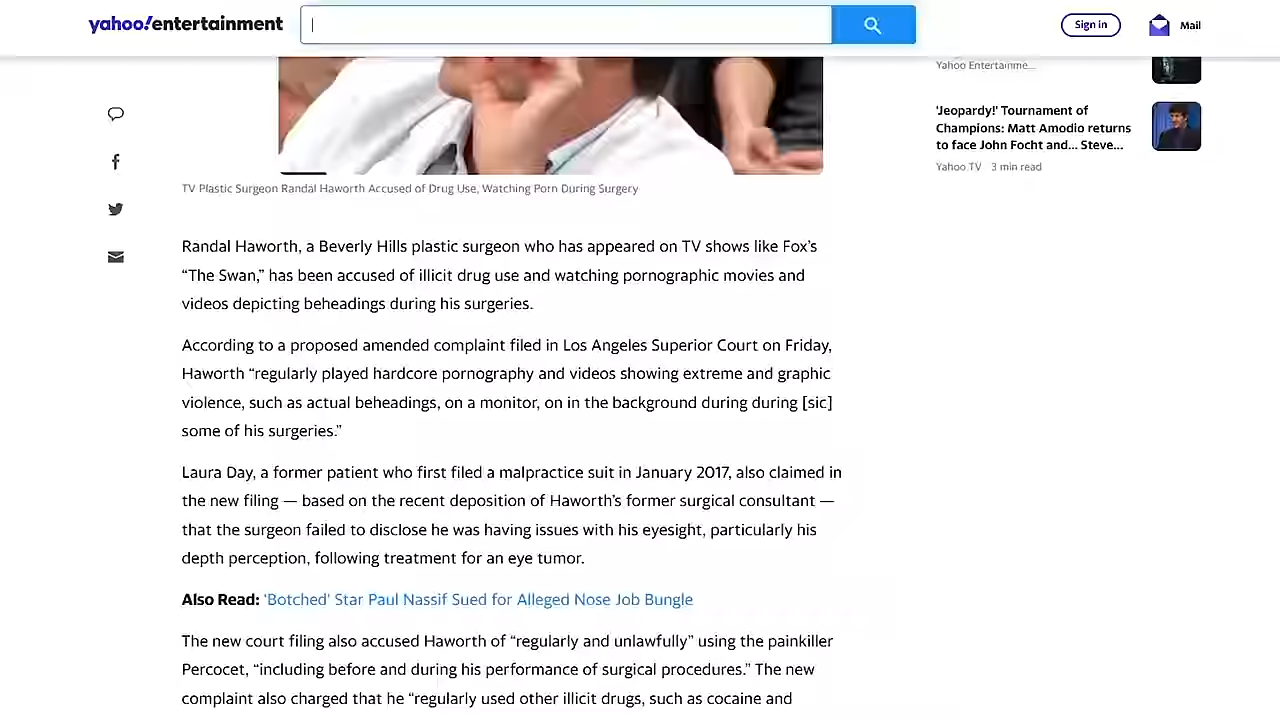 yahoo!entertainment
Sign in
Mail
Yahoo Entertainme...
'Jeopardy!' Tournament of
Champions: Matt Amodio returns
to face John Focht and... Steve...
Yahoo TV 3 min read
TV Plastic Surgeon Randal Haworth Accused of Drug Use, Watching Porn During Surgery
Randal Haworth, a Beverly Hills plastic surgeon who has appeared on TV shows like Fox’s
“The Swan,” has been accused of illicit drug use and watching pornographic movies and
videos depicting beheadings during his surgeries.
According to a proposed amended complaint filed in Los Angeles Superior Court on Friday,
Haworth “regularly played hardcore pornography and videos showing extreme and graphic
violence, such as actual beheadings, on a monitor, on in the background during during [sic]
some of his surgeries.”
Laura Day, a former patient who first filed a malpractice suit in January 2017, also claimed in
the new filing — based on the recent deposition of Haworth’s former surgical consultant —
that the surgeon failed to disclose he was having issues with his eyesight, particularly his
depth perception, following treatment for an eye tumor.
Also Read: 'Botched' Star Paul Nassif Sued for Alleged Nose Job Bungle
The new court filing also accused Haworth of “regularly and unlawfully” using the painkiller
Percocet, “including before and during his performance of surgical procedures.” The new
complaint also charged that he “regularly used other illicit drugs, such as cocaine and